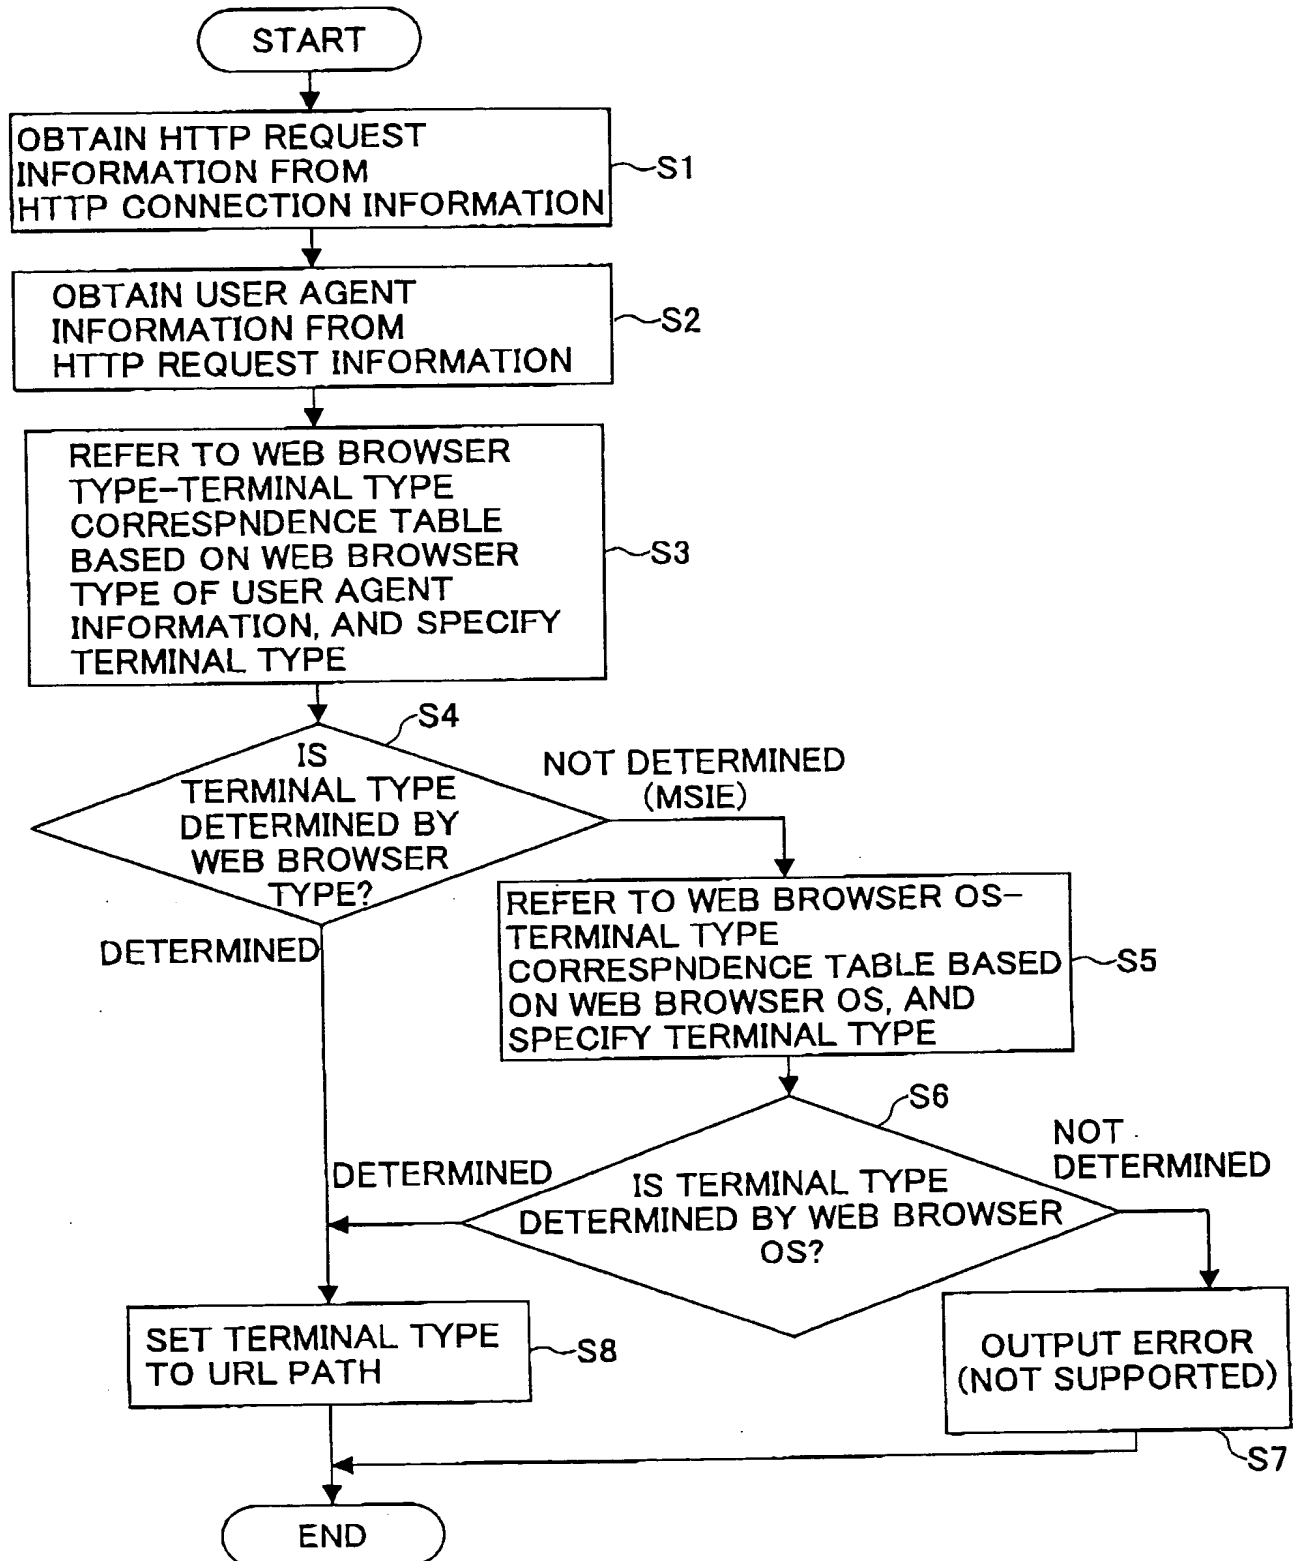 START
OBTAIN HTTP REQUEST
INFORMATION FROM
HTTP CONNECTION INFORMATION
S1
OBTAIN USER AGENT
INFORMATION FROM
HTTP REQUEST INFORMATION
S2
REFER TO WEB BROWSER
TYPE-TERMINAL TYPE
CORRESPNDENCE TABLE
BASED ON WEB BROWSER
TYPE OF USER AGENT
INFORMATION, AND SPECIFY
TERMINAL TYPE
S3
S4
IS
TERMINAL TYPE
DETERMINED BY
WEB BROWSER
TYPE?
NOT DETERMINED
(MSIE)
DETERMINED
REFER TO WEB BROWSER OS-
TERMINAL TYPE
CORRESPNDENCE TABLE BASED
ON WEB BROWSER OS, AND
SPECIFY TERMINAL TYPE
S5
S6
IS TERMINAL TYPE
DETERMINED BY WEB BROWSER
OS?
DETERMINED
NOT
DETERMINED
SET TERMINAL TYPE
TO URL PATH
S8
OUTPUT ERROR
(NOT SUPPORTED)
S7
END